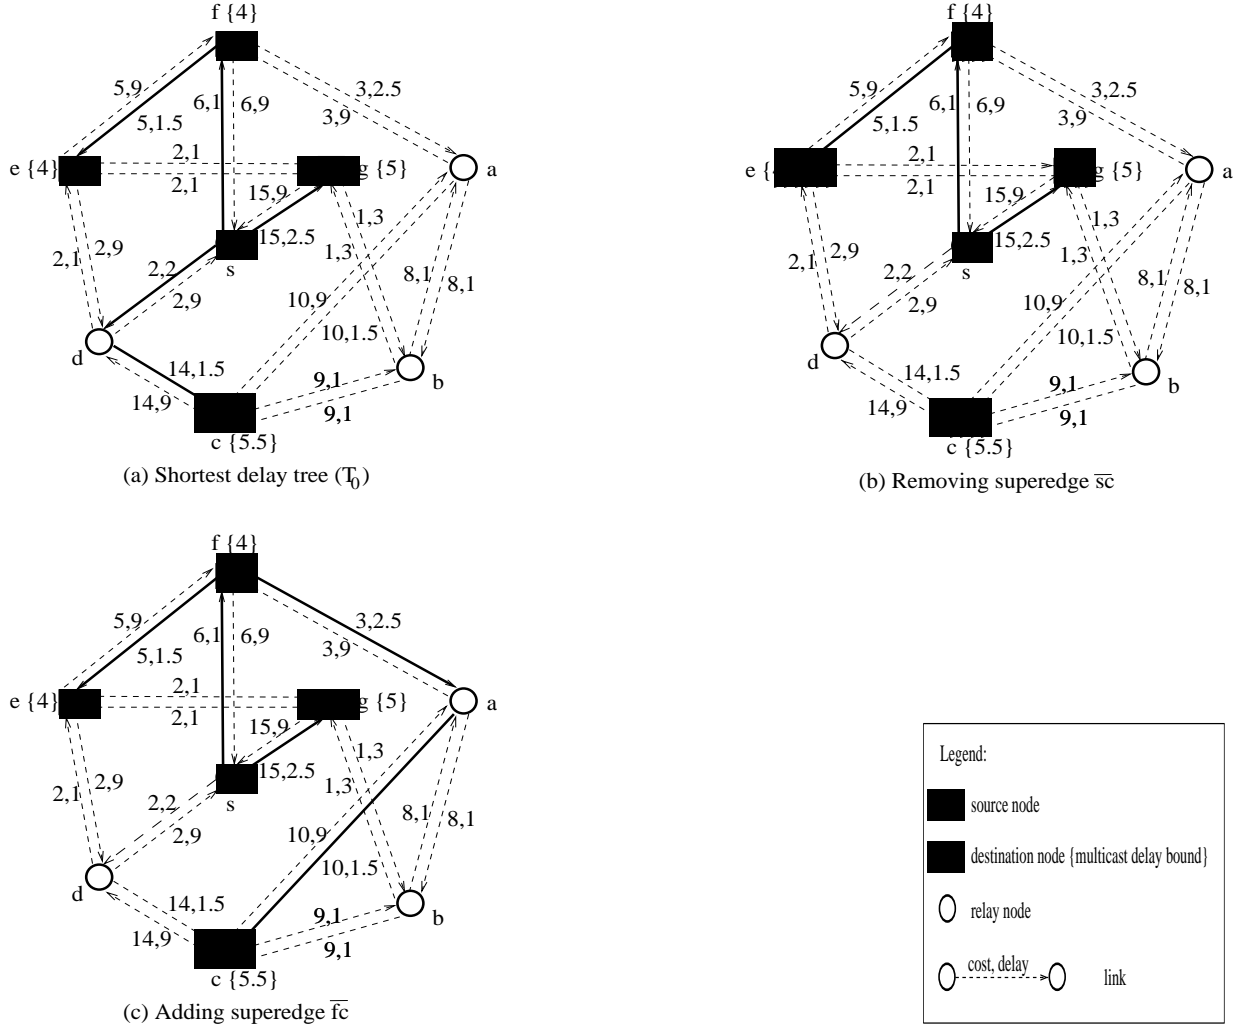 f {4}
5,9
5,1.5
6,1
6,9
3,2.5
3,9
e {4}
2,1
2,1
g {5}
a
15,9
15,2.5
s
1,3
1,3
2,1
2,9
2,2
2,9
8,1
8,1
10,9
10,1.5
d
14,1.5
14,9
9,1
9,1
b
c {5.5}
(a) Shortest delay tree (T0)
f {4}
5,9
5,1.5
6,1
6,9
3,2.5
3,9
e {
2,1
2,1
g {5}
a
15,9
15,2.5
s
1,3
1,3
2,1
2,9
2,2
2,9
8,1
8,1
10,9
10,1.5
d
14,1.5
14,9
9,1
9,1
b
c {5.5}
(b) Removing superedge s̅c̅
f {4}
5,9
5,1.5
6,1
6,9
3,2.5
3,9
e {4}
2,1
2,1
g {5}
a
15,9
15,2.5
s
1,3
1,3
2,1
2,9
2,2
2,9
8,1
8,1
10,9
10,1.5
d
14,1.5
14,9
9,1
9,1
b
c {5.5}
(c) Adding superedge f̅c̅
Legend:
source node
destination node {multicast delay bound}
relay node
cost, delay
link